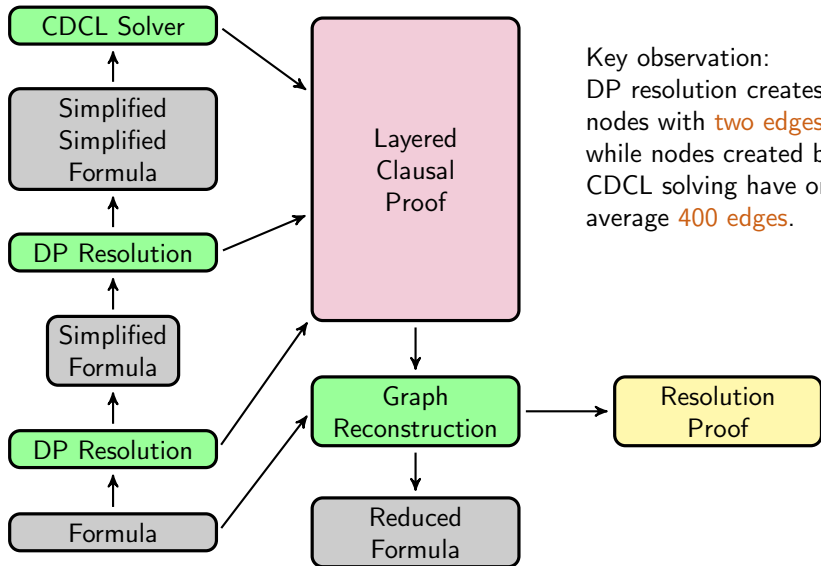 CDCL Solver
Simplified
Simplified
Formula
DP Resolution
Simplified
Formula
DP Resolution
Formula
Layered
Clausal
Proof
Graph
Reconstruction
Reduced
Formula
Resolution
Proof
Key observation:
DP resolution creates
nodes with two edges
while nodes created
CDCL solving have
average 400 edges.